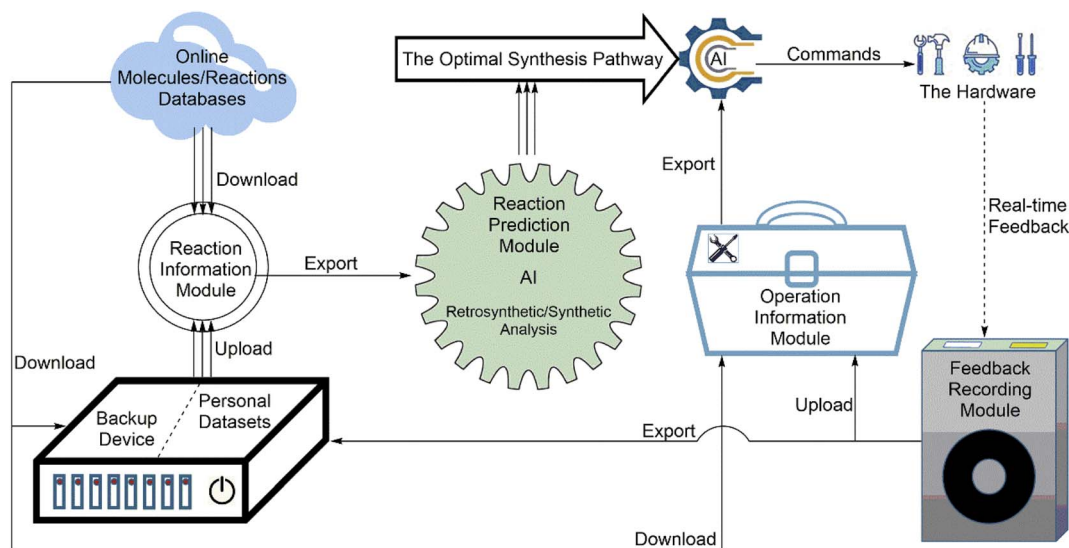 Online
Molecules/Reactions
Databases
The Optimal Synthesis Pathway
AI
Commands
The Hardware
Download
Export
Real-time
Feedback
Reaction
Information
Module
Export
Reaction
Prediction
Module
AI
Retrosynthetic/Synthetic
Analysis
Operation
Information
Module
Download
Upload
Feedback
Recording
Module
Backup
Device
Personal
Datasets
Upload
Export
Download